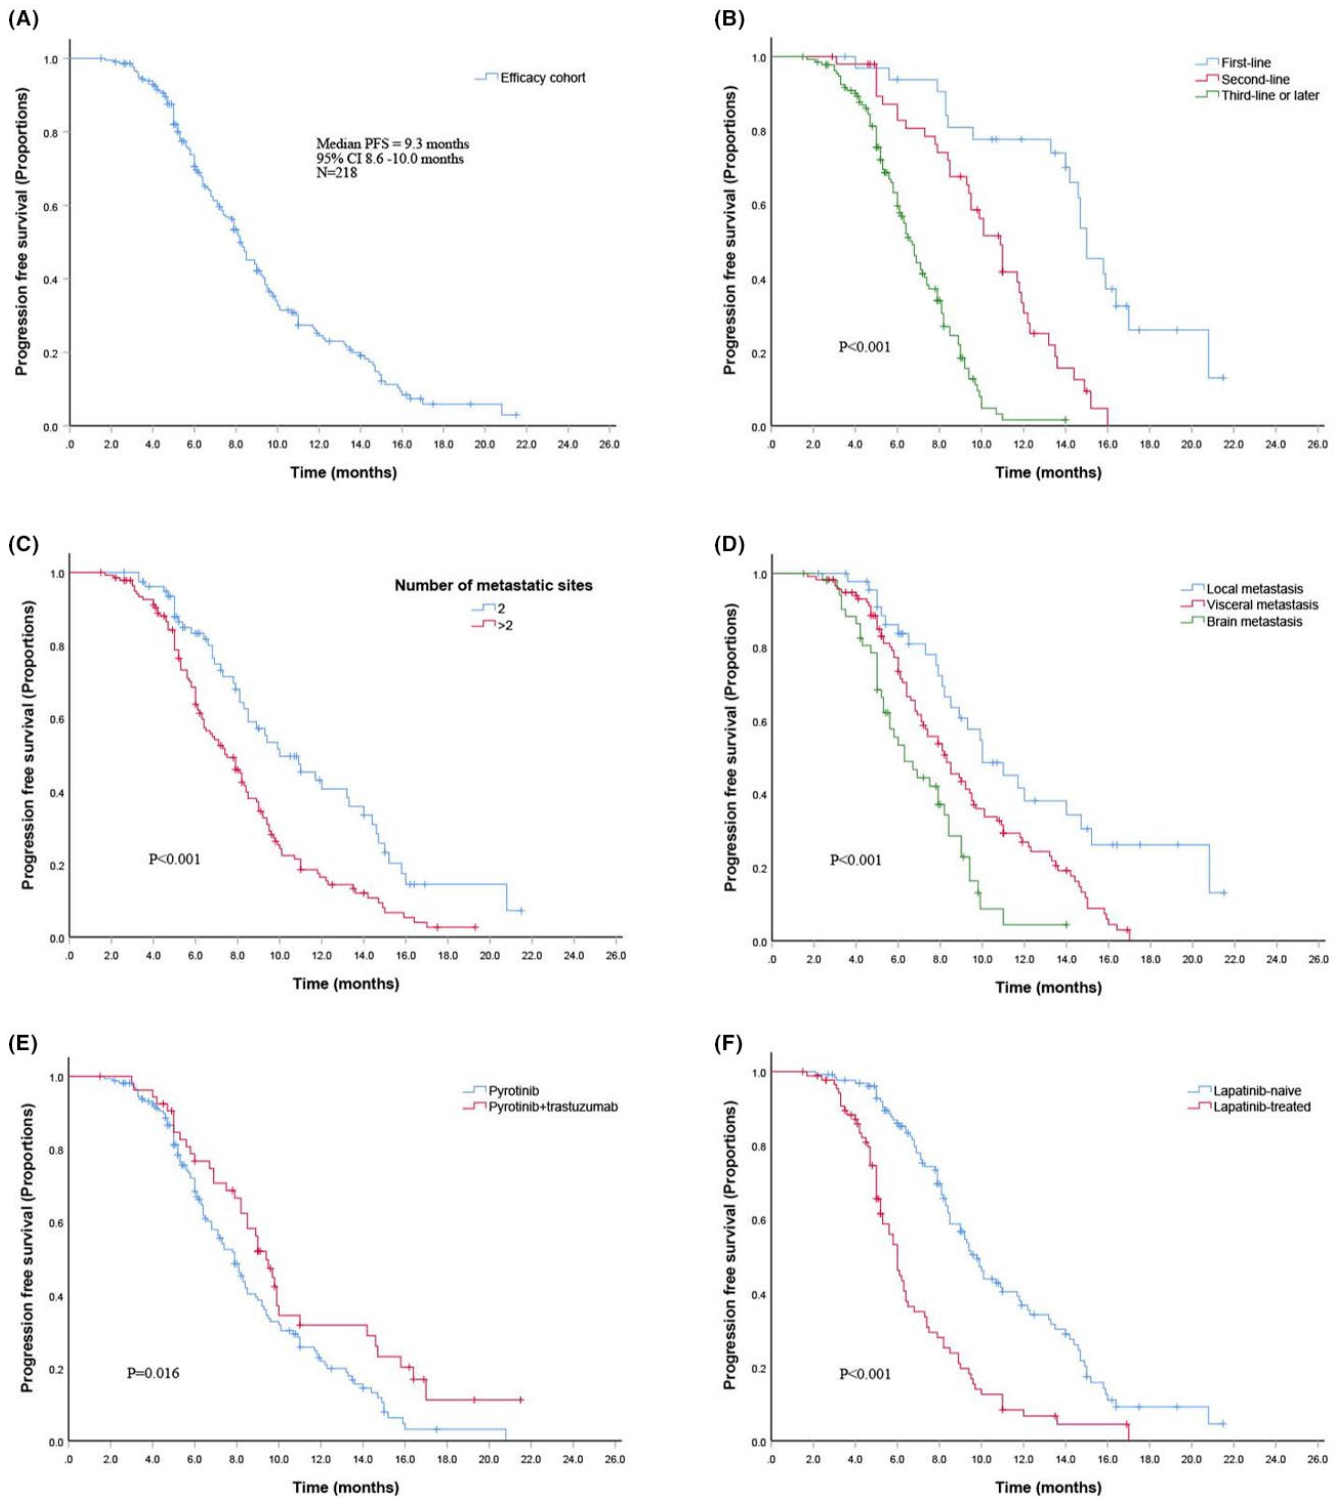 (A)
Progression free survival (Proportions)
1.0
0.8
0.6
0.4
0.2
0.0
Efficacy cohort
Median PFS = 9.3 months
95% CI 8.6 -10.0 months
N=218
.0 2.0 4.0 6.0 8.0 10.0 12.0 14.0 16.0 18.0 20.0 22.0 24.0 26.0
Time (months)
(B)
Progression free survival (Proportions)
1.0
0.8
0.6
0.4
0.2
0.0
First-line
Second-line
Third-line or later
P<0.001
.0 2.0 4.0 6.0 8.0 10.0 12.0 14.0 16.0 18.0 20.0 22.0 24.0 26.0
Time (months)
(C)
Progression free survival (Proportions)
1.0
0.8
0.6
0.4
0.2
0.0
Number of metastatic sites
2
>2
P<0.001
.0 2.0 4.0 6.0 8.0 10.0 12.0 14.0 16.0 18.0 20.0 22.0 24.0 26.0
Time (months)
(D)
Progression free survival (Proportions)
1.0
0.8
0.6
0.4
0.2
0.0
Local metastasis
Visceral metastasis
Brain metastasis
P<0.001
.0 2.0 4.0 6.0 8.0 10.0 12.0 14.0 16.0 18.0 20.0 22.0 24.0 26.0
Time (months)
(E)
Progression free survival (Proportions)
1.0
0.8
0.6
0.4
0.2
0.0
Pyrotinib
Pyrotinib+trastuzumab
P=0.016
.0 2.0 4.0 6.0 8.0 10.0 12.0 14.0 16.0 18.0 20.0 22.0 24.0 26.0
Time (months)
(F)
Progression free survival (Proportions)
1.0
0.8
0.6
0.4
0.2
0.0
Lapatinib-naive
Lapatinib-treated
P<0.001
.0 2.0 4.0 6.0 8.0 10.0 12.0 14.0 16.0 18.0 20.0 22.0 24.0 26.0
Time (months)